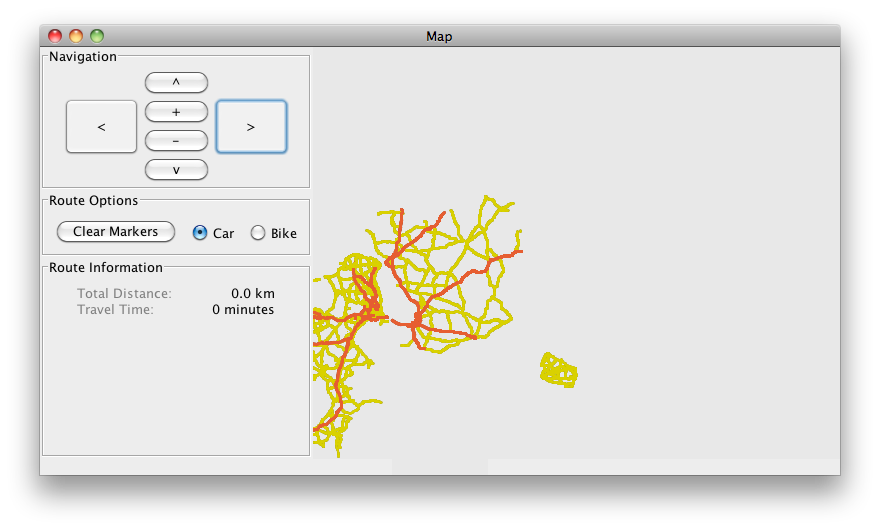 Map
Navigation
^
<
+
>
–
v
Route Options
Clear Markers
Car
Bike
Route Information
Total Distance: 0.0 km
Travel Time: 0 minutes